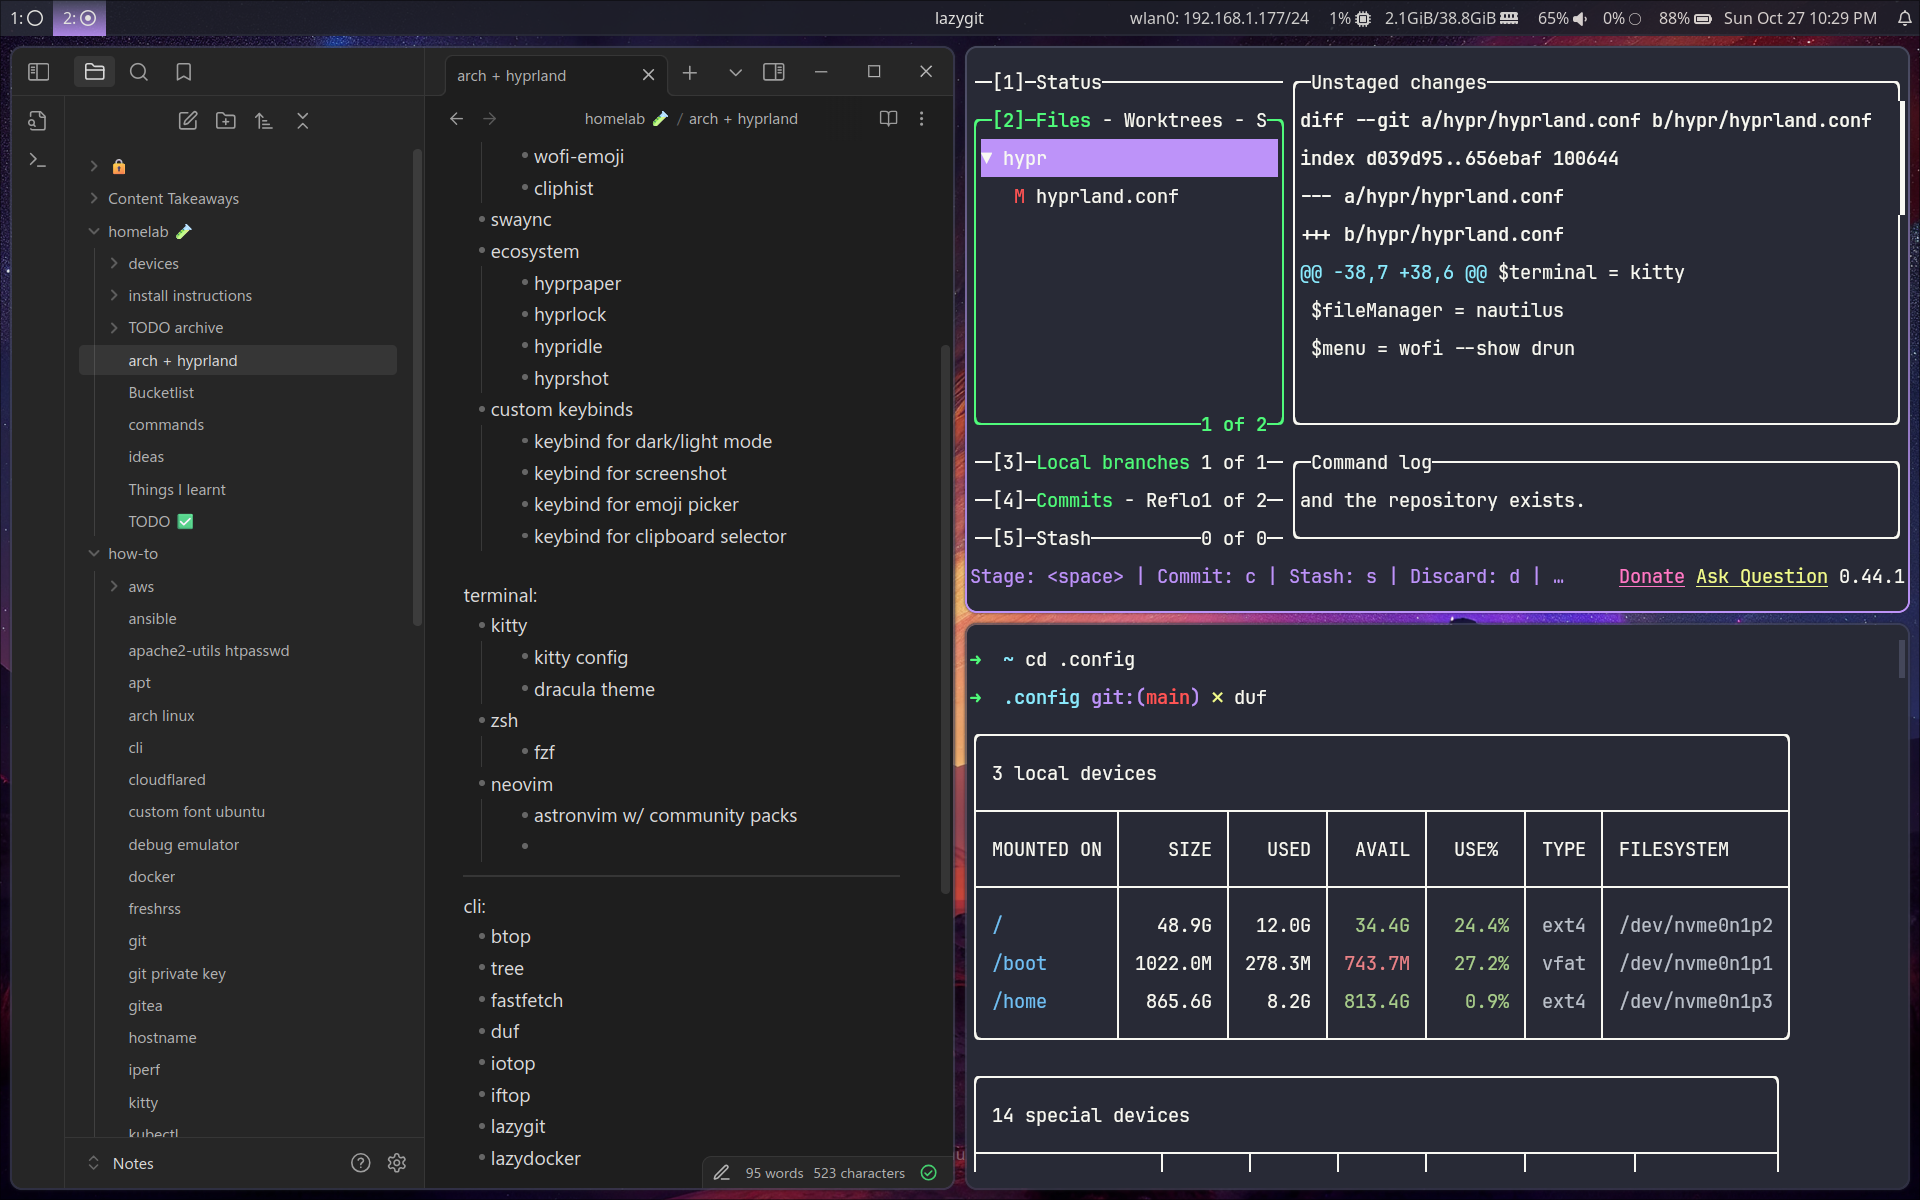 1:
2:
lazygit
wlan0: 192.168.1.177/24
1%
2.1GiB/38.8GiB
65%
0%
88%
Sun Oct 27 10:29 PM
Content Takeaways
homelab
devices
install instructions
TODO archive
arch + hyprland
Bucketlist
commands
ideas
Things I learnt
TODO
how-to
aws
ansible
apache2-utils htpasswd
apt
arch linux
cli
cloudflared
custom font ubuntu
debug emulator
docker
freshrss
git
git private key
gitea
hostname
iperf
kitty
kubectl
Notes
arch + hyprland
homelab / arch + hyprland
wofi-emoji
cliphist
swaync
ecosystem
hyprpaper
hyprlock
hypridle
hyprshot
custom keybinds
keybind for dark/light mode
keybind for screenshot
keybind for emoji picker
keybind for clipboard selector
terminal:
kitty
kitty config
dracula theme
zsh
fzf
neovim
astronvim w/ community packs
cli:
btop
tree
fastfetch
duf
iotop
iftop
lazygit
lazydocker
95 words 523 characters
[1]─Status
[2]─Files - Worktrees - S
▼ hypr
M hyprland.conf
1 of 2
[3]─Local branches 1 of 1
[4]─Commits - Reflo1 of 2
[5]─Stash 0 of 0
Unstaged changes
diff --git a/hypr/hyprland.conf b/hypr/hyprland.conf
index d039d95..656ebaf 100644
--- a/hypr/hyprland.conf
+++ b/hypr/hyprland.conf
@@ -38,7 +38,6 @@ $terminal = kitty
$fileManager = nautilus
$menu = wofi --show drun
Command log
and the repository exists.
Stage: <space> | Commit: c | Stash: s | Discard: d | … Donate Ask Question 0.44.1
➜ ~ cd .config
➜ .config git:(main) × duf
3 local devices
MOUNTED ON SIZE USED AVAIL USE% TYPE FILESYSTEM
/ 48.9G 12.0G 34.4G 24.4% ext4 /dev/nvme0n1p2
/boot 1022.0M 278.3M 743.7M 27.2% vfat /dev/nvme0n1p1
/home 865.6G 8.2G 813.4G 0.9% ext4 /dev/nvme0n1p3
14 special devices